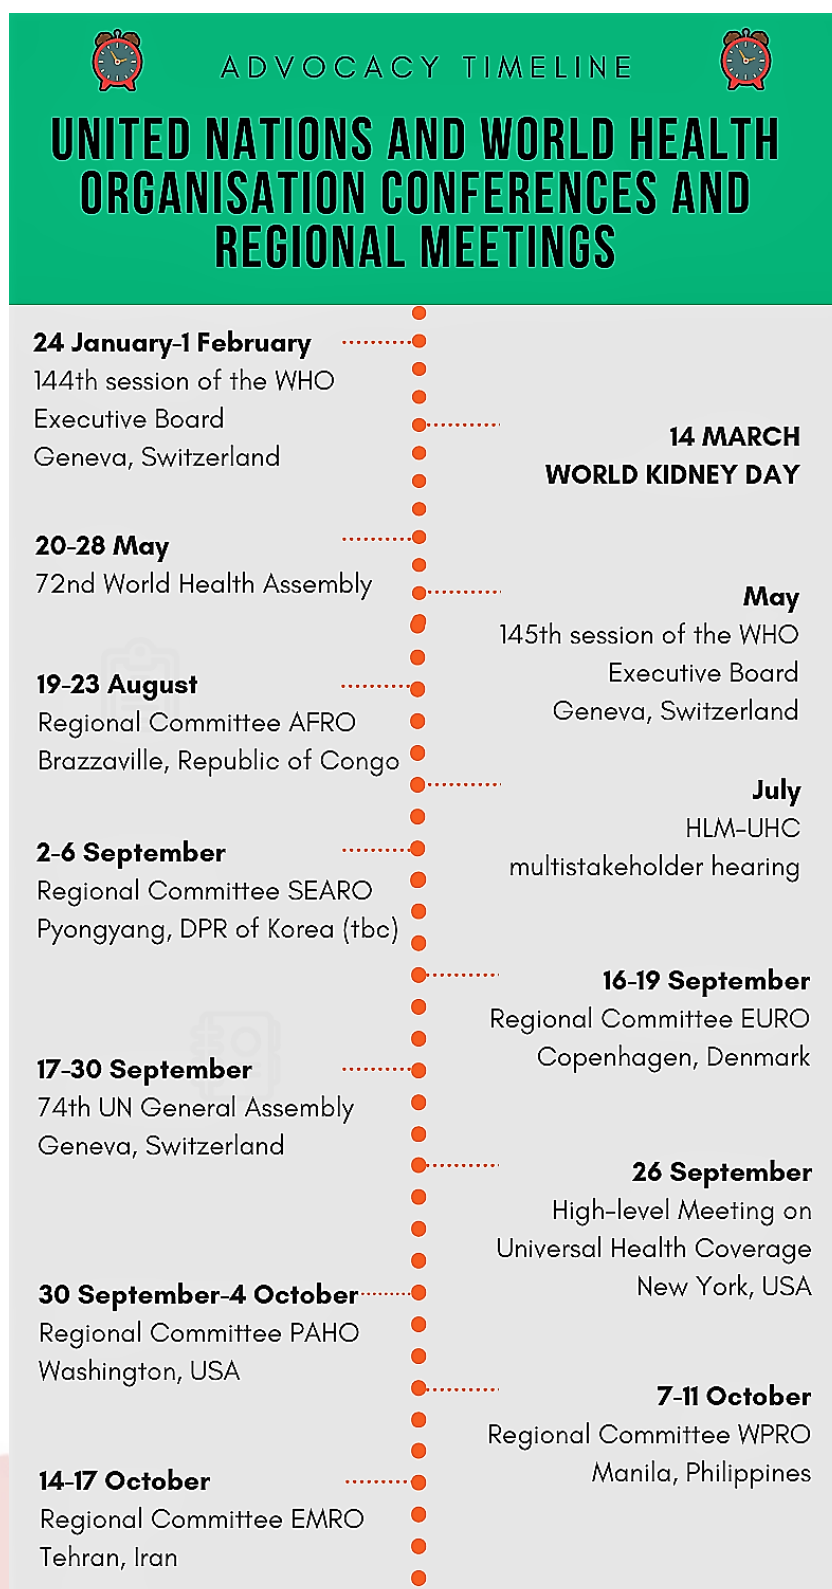 ADVOCACY TIMELINE
UNITED NATIONS AND WORLD HEALTH
ORGANISATION CONFERENCES AND
REGIONAL MEETINGS
24 January-1 February
144th session of the WHO
Executive Board
Geneva, Switzerland
14 MARCH
WORLD KIDNEY DAY
20-28 May
72nd World Health Assembly
May
145th session of the WHO
Executive Board
Geneva, Switzerland
19-23 August
Regional Committee AFRO
Brazzaville, Republic of Congo
July
HLM-UHC
multistakeholder hearing
2-6 September
Regional Committee SEARO
Pyongyang, DPR of Korea (tbc)
16-19 September
Regional Committee EURO
Copenhagen, Denmark
17-30 September
74th UN General Assembly
Geneva, Switzerland
26 September
High-level Meeting on
Universal Health Coverage
New York, USA
30 September-4 October
Regional Committee PAHO
Washington, USA
7-11 October
Regional Committee WPRO
Manila, Philippines
14-17 October
Regional Committee EMRO
Tehran, Iran